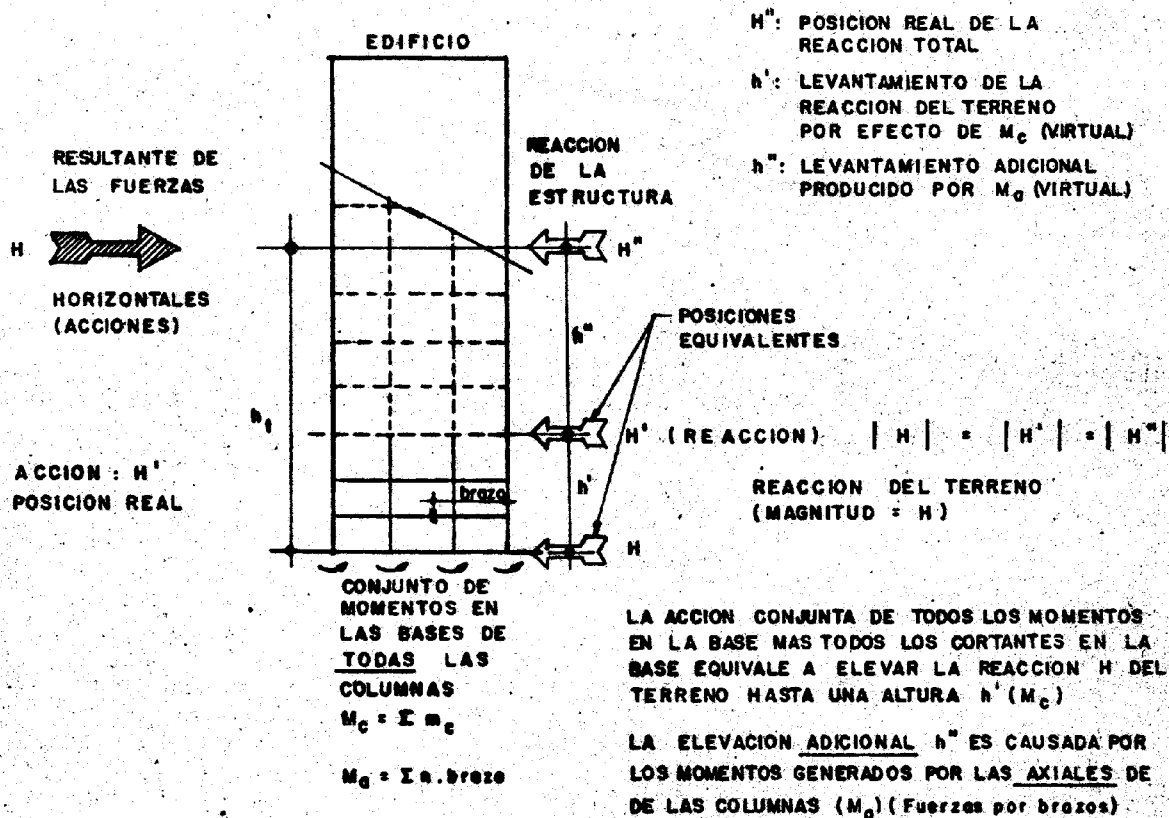 H": POSICION REAL DE LA
REACCION TOTAL
h': LEVANTAMIENTO DE LA
REACCION DEL TERRENO
POR EFECTO DE Mc (VIRTUAL)
h": LEVANTAMIENTO ADICIONAL
PRODUCIDO POR Ma (VIRTUAL)
EDIFICIO
RESULTANTE DE
LAS FUERZAS
H
HORIZONTALES
(ACCIONES)
REACCION
DE LA
ESTRUCTURA
H"
h"
POSICIONES
EQUIVALENTES
ht
H' (REACCION) | H | = | H' | = | H" |
ACCION : H'
POSICION REAL
brazo
h'
REACCION DEL TERRENO
(MAGNITUD = H)
H
CONJUNTO DE
MOMENTOS EN
LAS BASES DE
TODAS LAS
COLUMNAS
Mc = Σ mc
Ma = Σ n.brazo
LA ACCION CONJUNTA DE TODOS LOS MOMENTOS
EN LA BASE MAS TODOS LOS CORTANTES EN LA
BASE EQUIVALE A ELEVAR LA REACCION H DEL
TERRENO HASTA UNA ALTURA h' (Mc)
LA ELEVACION ADICIONAL h" ES CAUSADA POR
LOS MOMENTOS GENERADOS POR LAS AXIALES DE
DE LAS COLUMNAS (Ma) (Fuerzas por brazos)